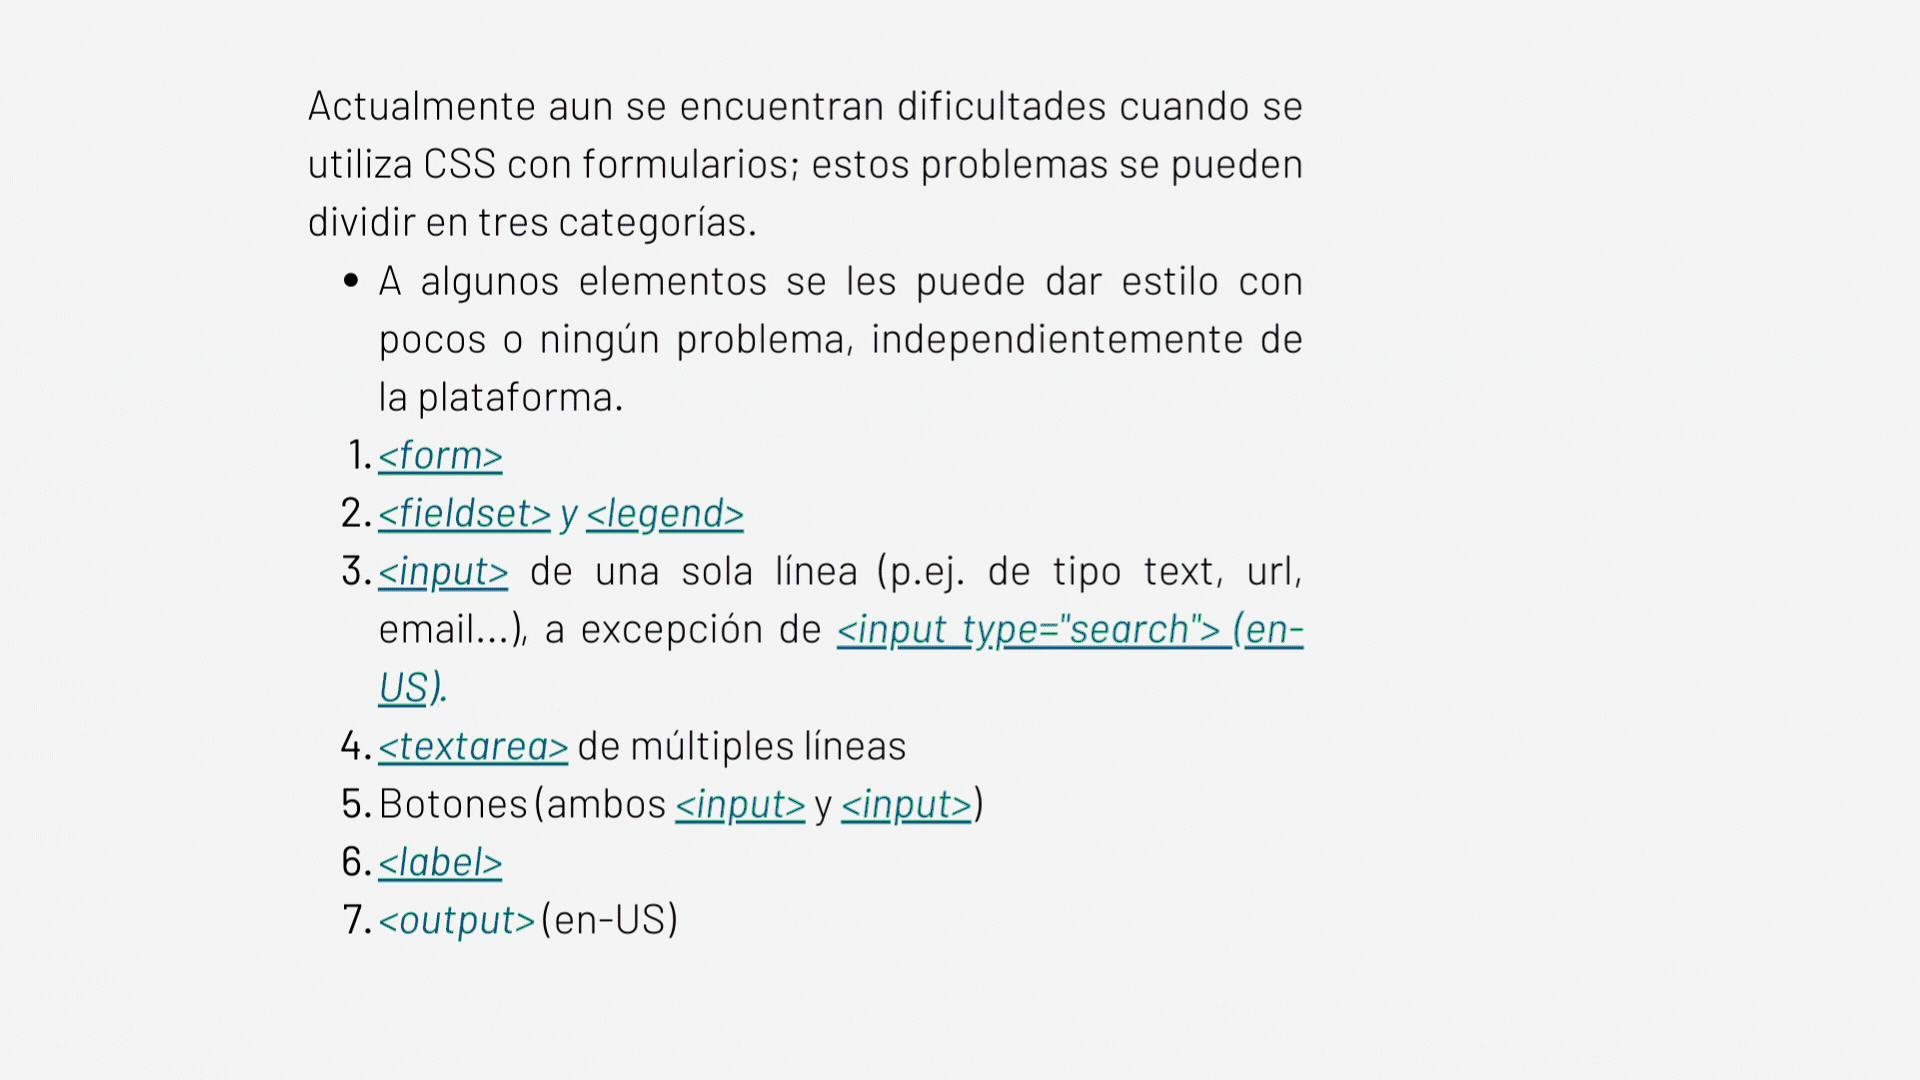 Actualmente aun se encuentran dificultades cuando se
utiliza CSS con formularios; estos problemas se pueden
dividir en tres categorías.
• A algunos elementos se les puede dar estilo con
pocos o ningún problema, independientemente de
la plataforma.
1. <form>
2. <fieldset> y <legend>
3. <input> de una sola línea (p.ej. de tipo text, url,
email...), a excepción de <input type="search"> (en-
US).
4. <textarea> de múltiples líneas
5. Botones (ambos <input> y <input>)
6. <label>
7. <output> (en-US)